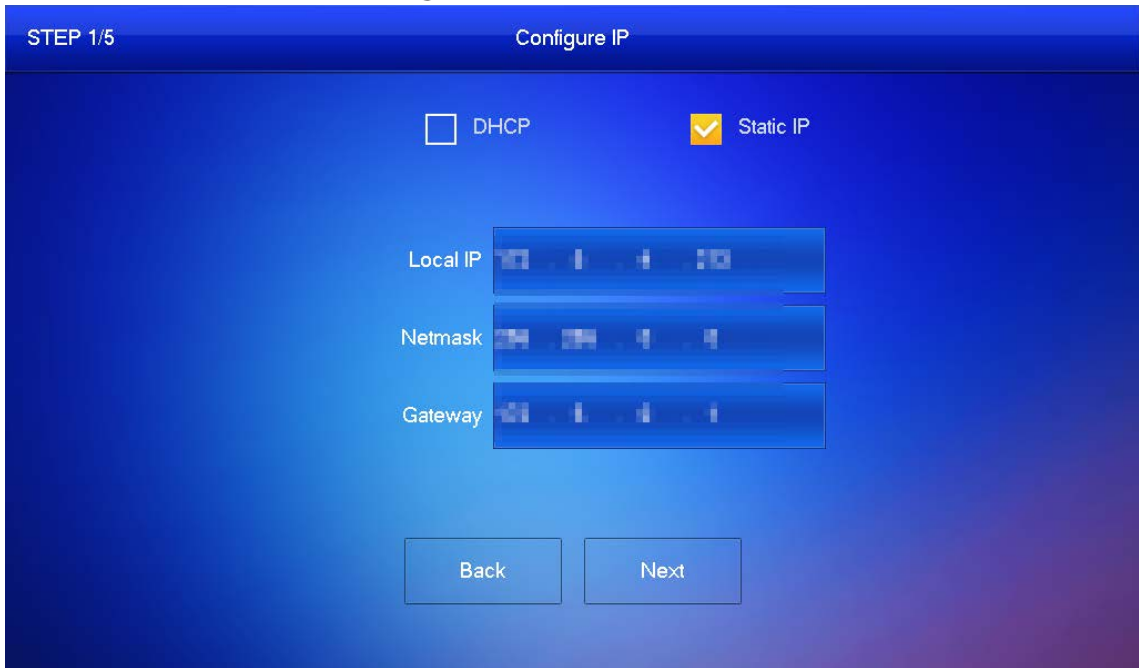 STEP 1/5
Configure IP
DHCP
Static IP
Local IP
Netmask
Gateway
Back
Next